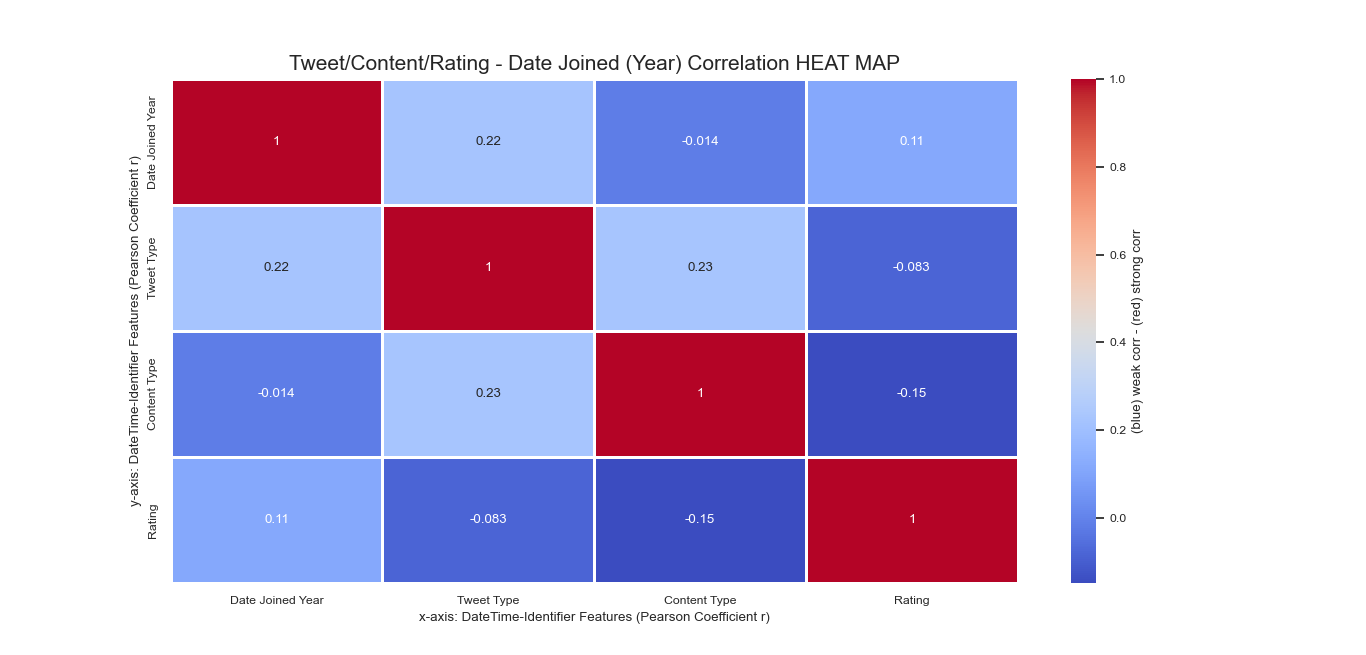 Tweet/Content/Rating - Date Joined (Year) Correlation HEAT MAP
y-axis: DateTime-Identifier Features (Pearson Coefficient r)
Date Joined Year
1
0.22
-0.014
0.11
Tweet Type
0.22
1
0.23
-0.083
Content Type
-0.014
0.23
1
-0.15
Rating
0.11
-0.083
-0.15
1
Date Joined Year
Tweet Type
Content Type
Rating
x-axis: DateTime-Identifier Features (Pearson Coefficient r)
1.0
0.8
0.6
0.4
0.2
0.0
(blue) weak corr - (red) strong corr